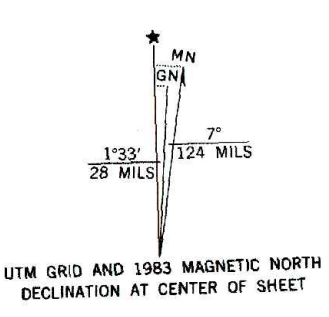 MN
GN
1°33'
28 MILS
7°
124 MILS
UTM GRID AND 1983 MAGNETIC NORTH
DECLINATION AT CENTER OF SHEET